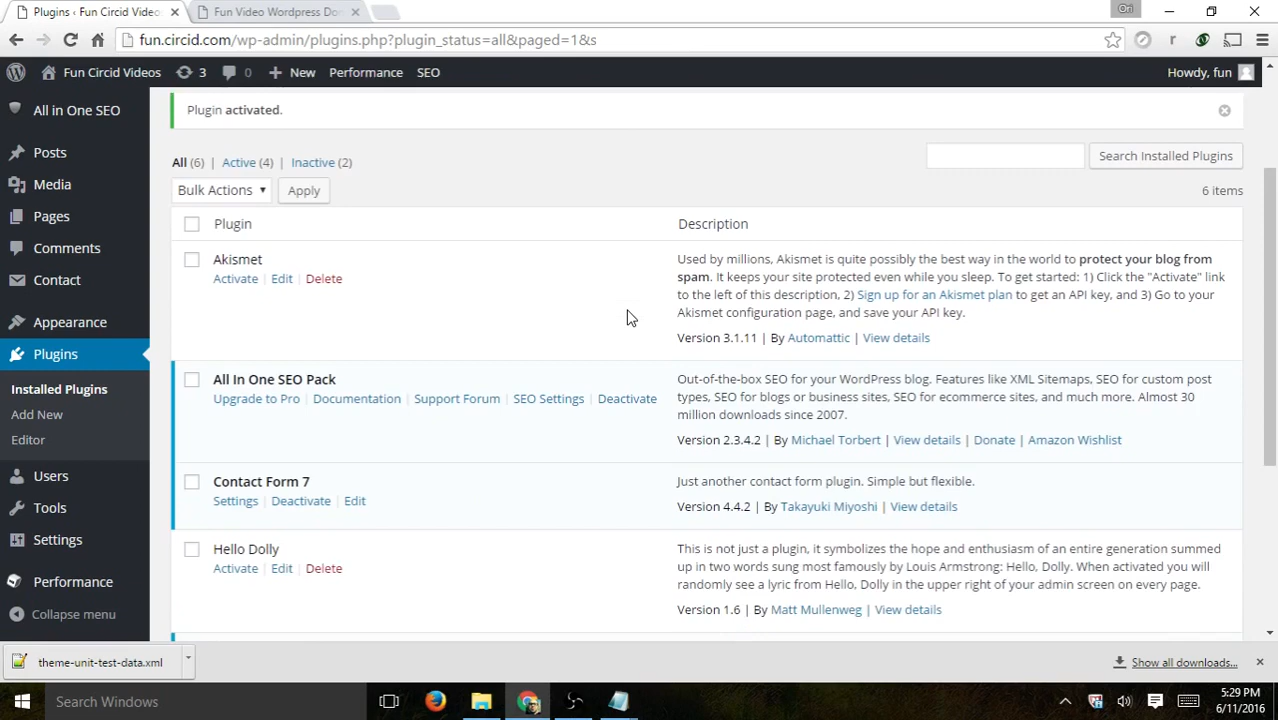 Plugins ‹ Fun Circid Videos
Fun Video Wordpress Do
Ori
fun.circid.com/wp-admin/plugins.php?plugin_status=all&paged=1&s
r
Fun Circid Videos
3
0
New
Performance
SEO
Howdy, fun
All in One SEO
Posts
Media
Pages
Comments
Contact
Appearance
Plugins
Installed Plugins
Add New
Editor
Users
Tools
Settings
Performance
Collapse menu
Plugin activated.
All (6) | Active (4) | Inactive (2)
Search Installed Plugins
Bulk Actions
Apply
6 items
Plugin
Description
Akismet
Activate | Edit | Delete
Used by millions, Akismet is quite possibly the best way in the world to protect your blog from
spam. It keeps your site protected even while you sleep. To get started: 1) Click the "Activate" link
to the left of this description, 2) Sign up for an Akismet plan to get an API key, and 3) Go to your
Akismet configuration page, and save your API key.
Version 3.1.11 | By Automattic | View details
All In One SEO Pack
Upgrade to Pro | Documentation | Support Forum | SEO Settings | Deactivate
Out-of-the-box SEO for your WordPress blog. Features like XML Sitemaps, SEO for custom post
types, SEO for blogs or business sites, SEO for ecommerce sites, and much more. Almost 30
million downloads since 2007.
Version 2.3.4.2 | By Michael Torbert | View details | Donate | Amazon Wishlist
Contact Form 7
Settings | Deactivate | Edit
Just another contact form plugin. Simple but flexible.
Version 4.4.2 | By Takayuki Miyoshi | View details
Hello Dolly
Activate | Edit | Delete
This is not just a plugin, it symbolizes the hope and enthusiasm of an entire generation summed
up in two words sung most famously by Louis Armstrong: Hello, Dolly. When activated you will
randomly see a lyric from Hello, Dolly in the upper right of your admin screen on every page.
Version 1.6 | By Matt Mullenweg | View details
theme-unit-test-data.xml
Show all downloads...
Search Windows
5:29 PM
6/11/2016